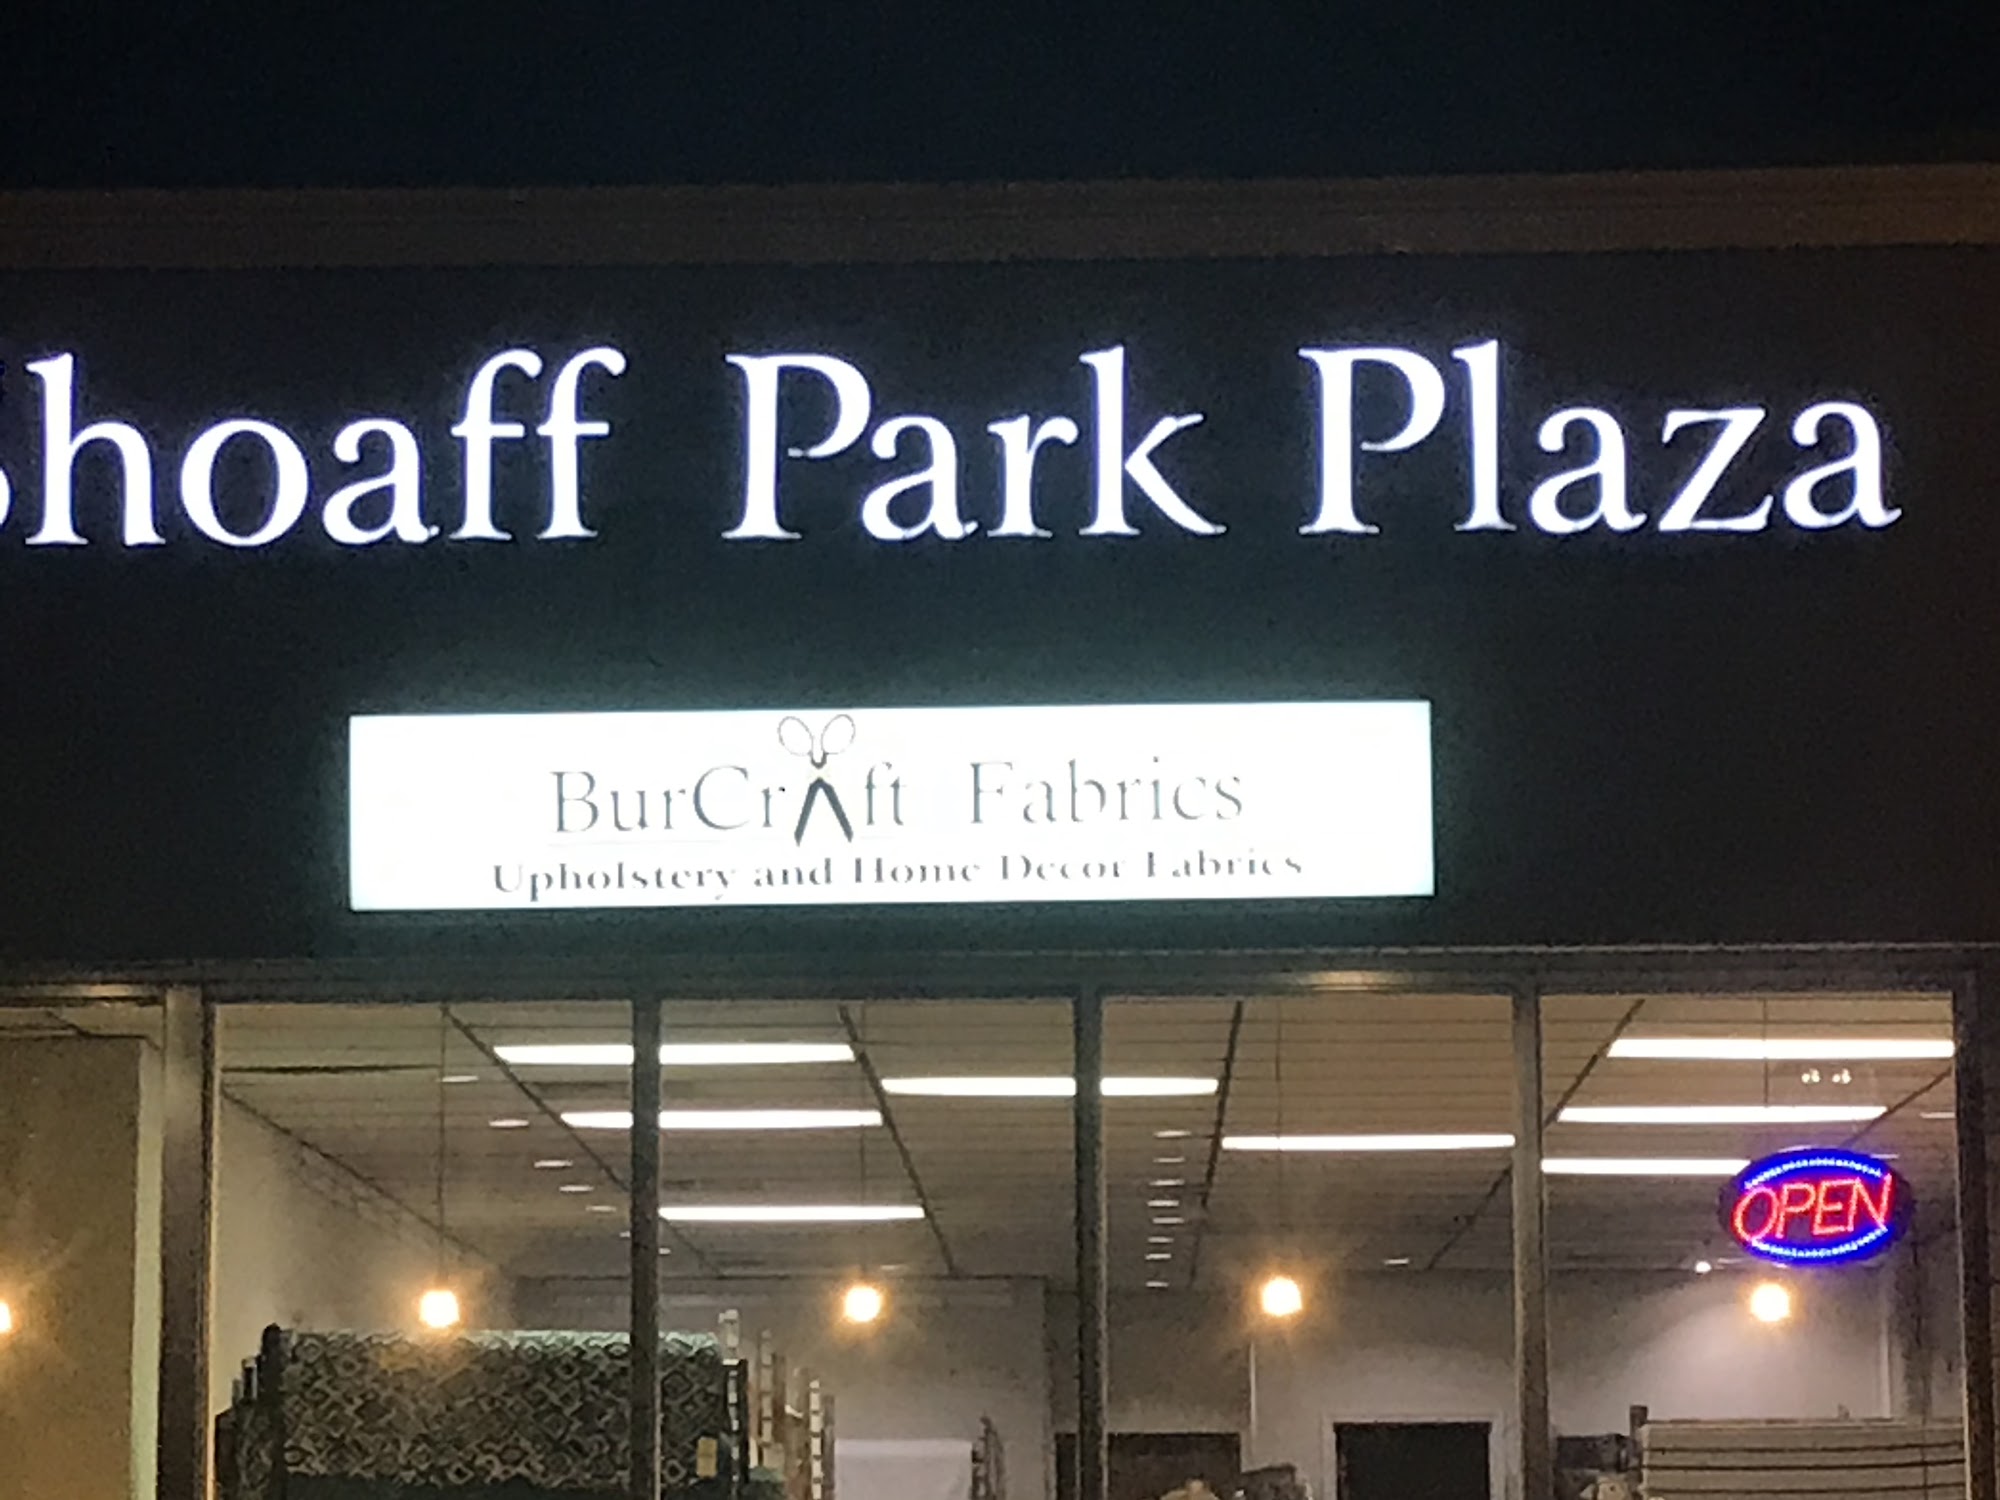 Shoaff Park Plaza
BurCraft Fabrics
Upholstery and Home Decor Fabrics
OPEN